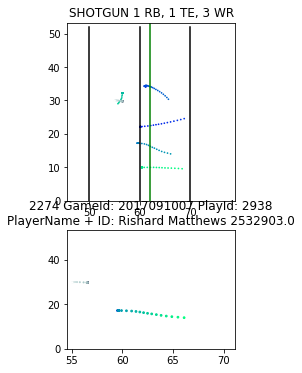 SHOTGUN 1 RB, 1 TE, 3 WR
50
40
30
20
10
0
50 60 70
2274 GameId: 2017091007 PlayId: 2938
PlayerName + ID: Rishard Matthews 2532903.0
40
20
0
55 60 65 70